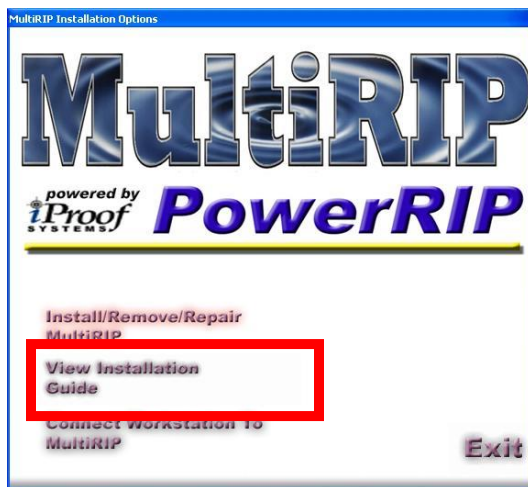 MultiRIP Installation Options
MultiRIP
powered by
iProof
SYSTEMS
PowerRIP
Install/Remove/Repair
MultiRIP
View Installation
Guide
Connect Workstation To
MultiRIP
Exit